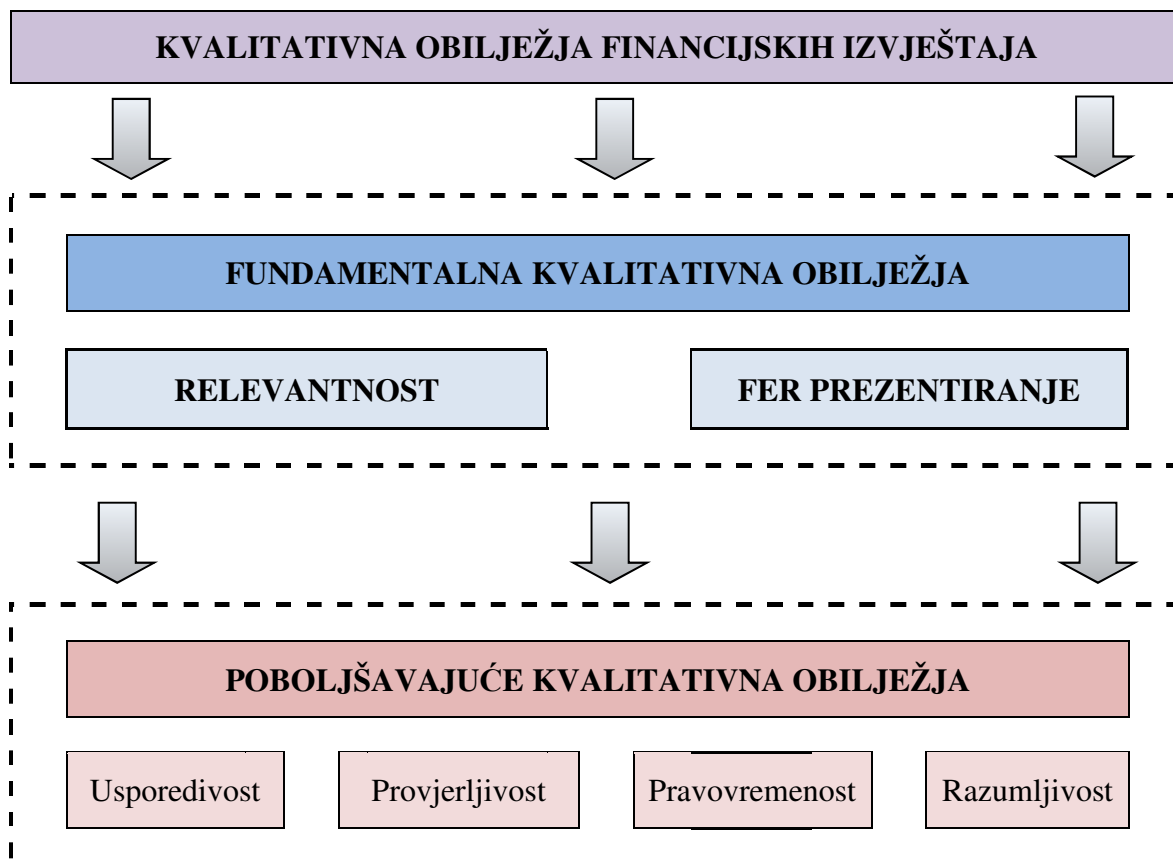 KVALITATIVNA OBILJEŽJA FINANCIJSKIH IZVJEŠTAJA
FUNDAMENTALNA KVALITATIVNA OBILJEŽJA
RELEVANTNOST
FER PREZENTIRANJE
POBOLJŠAVAJUĆE KVALITATIVNA OBILJEŽJA
Usporedivost
Provjerljivost
Pravovremenost
Razumljivost